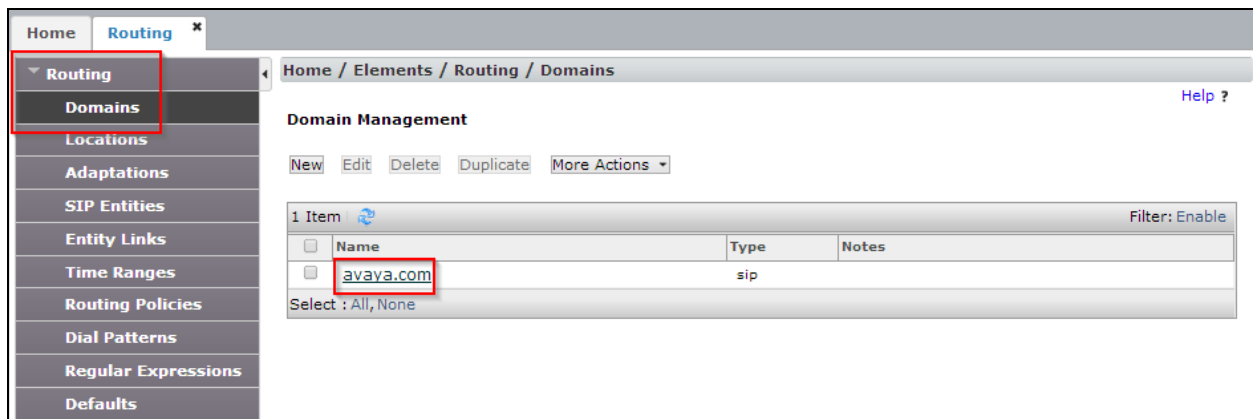 Home Routing ×
Routing
Domains
Locations
Adaptations
SIP Entities
Entity Links
Time Ranges
Routing Policies
Dial Patterns
Regular Expressions
Defaults
Home / Elements / Routing / Domains
Help ?
Domain Management
New Edit Delete Duplicate More Actions
1 Item Filter: Enable
Name Type Notes
avaya.com sip
Select : All, None